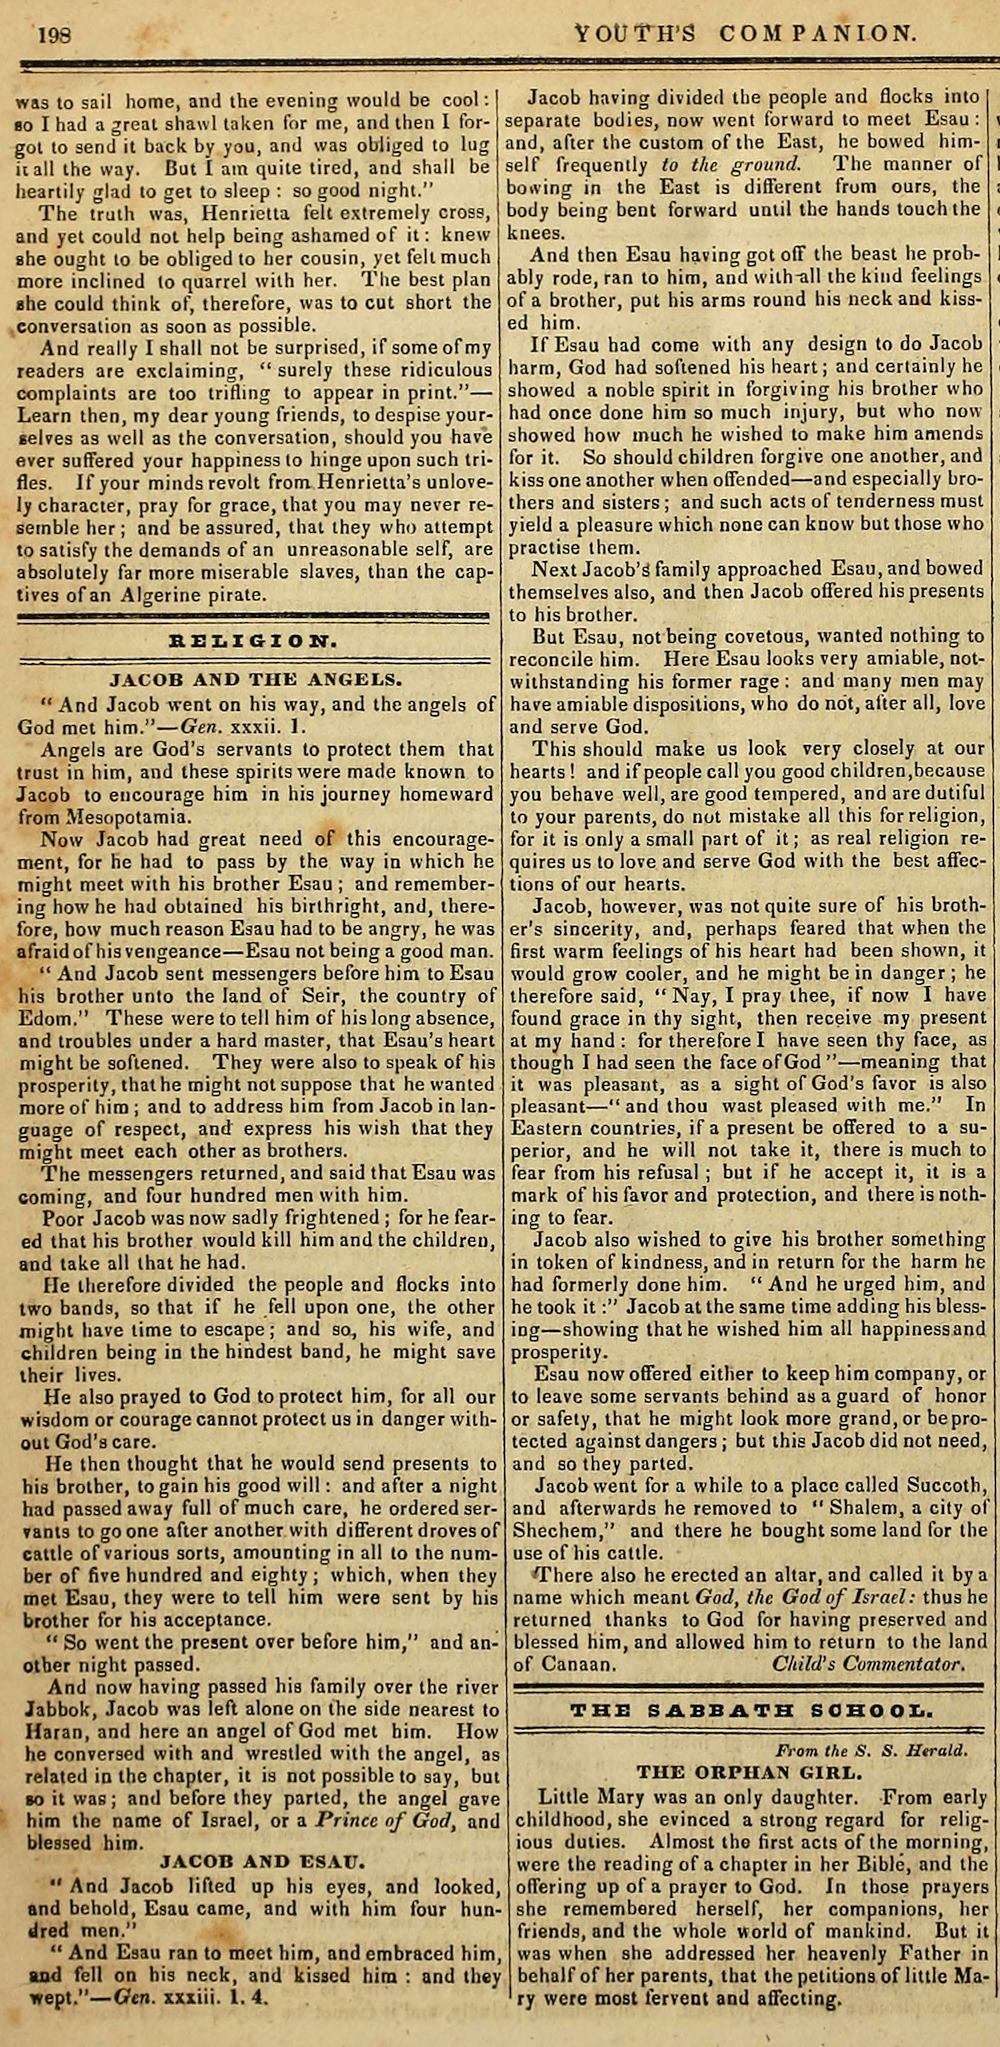 198
YOUTH'S COMPANION.
was to sail home, and the evening would be cool:
so I had a great shawl taken for me, and then I for-
got to send it back by you, and was obliged to lug
it all the way. But I am quite tired, and shall be
heartily glad to get to sleep: so good night."
The truth was, Henrietta felt extremely cross,
and yet could not help being ashamed of it: knew
she ought to be obliged to her cousin, yet felt much
more inclined to quarrel with her. The best plan
she could think of, therefore, was to cut short the
conversation as soon as possible.
And really I shall not be surprised, if some of my
readers are exclaiming, "surely these ridiculous
complaints are too trifling to appear in print."—
Learn then, my dear young friends, to despise your-
selves as well as the conversation, should you have
ever suffered your happiness to hinge upon such tri-
fles. If your minds revolt from Henrietta's unlove-
ly character, pray for grace, that you may never re-
semble her; and be assured, that they who attempt
to satisfy the demands of an unreasonable self, are
absolutely far more miserable slaves, than the cap-
tives of an Algerine pirate.
RELIGION.
JACOB AND THE ANGELS.
"And Jacob went on his way, and the angels of
God met him."—Gen. xxxii. 1.
Angels are God's servants to protect them that
trust in him, and these spirits were made known to
Jacob to encourage him in his journey homeward
from Mesopotamia.
Now Jacob had great need of this encourage-
ment, for he had to pass by the way in which he
might meet with his brother Esau; and remember-
ing how he had obtained his birthright, and, there-
fore, how much reason Esau had to be angry, he was
afraid of his vengeance—Esau not being a good man.
"And Jacob sent messengers before him to Esau
his brother unto the land of Seir, the country of
Edom." These were to tell him of his long absence,
and troubles under a hard master, that Esau's heart
might be softened. They were also to speak of his
prosperity, that he might not suppose that he wanted
more of him; and to address him from Jacob in lan-
guage of respect, and express his wish that they
might meet each other as brothers.
The messengers returned, and said that Esau was
coming, and four hundred men with him.
Poor Jacob was now sadly frightened; for he fear-
ed that his brother would kill him and the children,
and take all that he had.
He therefore divided the people and flocks into
two bands, so that if he fell upon one, the other
might have time to escape; and so, his wife, and
children being in the hindest band, he might save
their lives.
He also prayed to God to protect him, for all our
wisdom or courage cannot protect us in danger with-
out God's care.
He then thought that he would send presents to
his brother, to gain his good will: and after a night
had passed away full of much care, he ordered ser-
vants to go one after another with different droves of
cattle of various sorts, amounting in all to the num-
ber of five hundred and eighty; which, when they
met Esau, they were to tell him were sent by his
brother for his acceptance.
"So went the present over before him," and an-
other night passed.
And now having passed his family over the river
Jabbok, Jacob was left alone on the side nearest to
Haran, and here an angel of God met him. How
he conversed with and wrestled with the angel, as
related in the chapter, it is not possible to say, but
so it was; and before they parted, the angel gave
him the name of Israel, or a Prince of God, and
blessed him.
JACOB AND ESAU.
"And Jacob lifted up his eyes, and looked,
and behold, Esau came, and with him four hun-
dred men."
"And Esau ran to meet him, and embraced him,
and fell on his neck, and kissed him: and they
wept."—Gen. xxxiii. 1. 4.
Jacob having divided the people and flocks into
separate bodies, now went forward to meet Esau:
and, after the custom of the East, he bowed him-
self frequently to the ground. The manner of
bowing in the East is different from ours, the
body being bent forward until the hands touch the
knees.
And then Esau having got off the beast he prob-
ably rode, ran to him, and with all the kind feelings
of a brother, put his arms round his neck and kiss-
ed him.
If Esau had come with any design to do Jacob
harm, God had softened his heart; and certainly he
showed a noble spirit in forgiving his brother who
had once done him so much injury, but who now
showed how much he wished to make him amends
for it. So should children forgive one another, and
kiss one another when offended—and especially bro-
thers and sisters; and such acts of tenderness must
yield a pleasure which none can know but those who
practise them.
Next Jacob's family approached Esau, and bowed
themselves also, and then Jacob offered his presents
to his brother.
But Esau, not being covetous, wanted nothing to
reconcile him. Here Esau looks very amiable, not-
withstanding his former rage: and many men may
have amiable dispositions, who do not, after all, love
and serve God.
This should make us look very closely at our
hearts! and if people call you good children, because
you behave well, are good tempered, and are dutiful
to your parents, do not mistake all this for religion,
for it is only a small part of it; as real religion re-
quires us to love and serve God with the best affec-
tions of our hearts.
Jacob, however, was not quite sure of his broth-
er's sincerity, and, perhaps feared that when the
first warm feelings of his heart had been shown, it
would grow cooler, and he might be in danger; he
therefore said, "Nay, I pray thee, if now I have
found grace in thy sight, then receive my present
at my hand: for therefore I have seen thy face, as
though I had seen the face of God"—meaning that
it was pleasant, as a sight of God's favor is also
pleasant—"and thou wast pleased with me." In
Eastern countries, if a present be offered to a su-
perior, and he will not take it, there is much to
fear from his refusal; but if he accept it, it is a
mark of his favor and protection, and there is noth-
ing to fear.
Jacob also wished to give his brother something
in token of kindness, and in return for the harm he
had formerly done him. "And he urged him, and
he took it:" Jacob at the same time adding his bless-
ing—showing that he wished him all happiness and
prosperity.
Esau now offered either to keep him company, or
to leave some servants behind as a guard of honor
or safety, that he might look more grand, or be pro-
tected against dangers; but this Jacob did not need,
and so they parted.
Jacob went for a while to a place called Succoth,
and afterwards he removed to "Shalem, a city of
Shechem," and there he bought some land for the
use of his cattle.
There also he erected an altar, and called it by a
name which meant God, the God of Israel: thus he
returned thanks to God for having preserved and
blessed him, and allowed him to return to the land
of Canaan. Child's Commentator.
THE SABBATH SCHOOL.
From the S. S. Herald.
THE ORPHAN GIRL.
Little Mary was an only daughter. From early
childhood, she evinced a strong regard for relig-
ious duties. Almost the first acts of the morning,
were the reading of a chapter in her Bible, and the
offering up of a prayer to God. In those prayers
she remembered herself, her companions, her
friends, and the whole world of mankind. But it
was when she addressed her heavenly Father in
behalf of her parents, that the petitions of little Ma-
ry were most fervent and affecting.